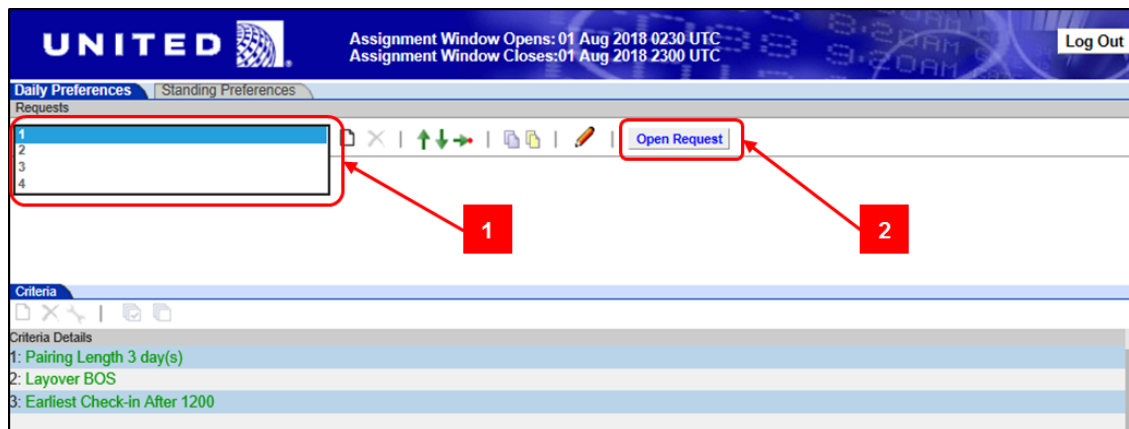 UNITED
Assignment Window Opens: 01 Aug 2018 0230 UTC
Assignment Window Closes:01 Aug 2018 2300 UTC
Log Out
Daily Preferences
Standing Preferences
Requests
1
2
3
4
Open Request
1
2
Criteria
Criteria Details
1: Pairing Length 3 day(s)
2: Layover BOS
3: Earliest Check-in After 1200